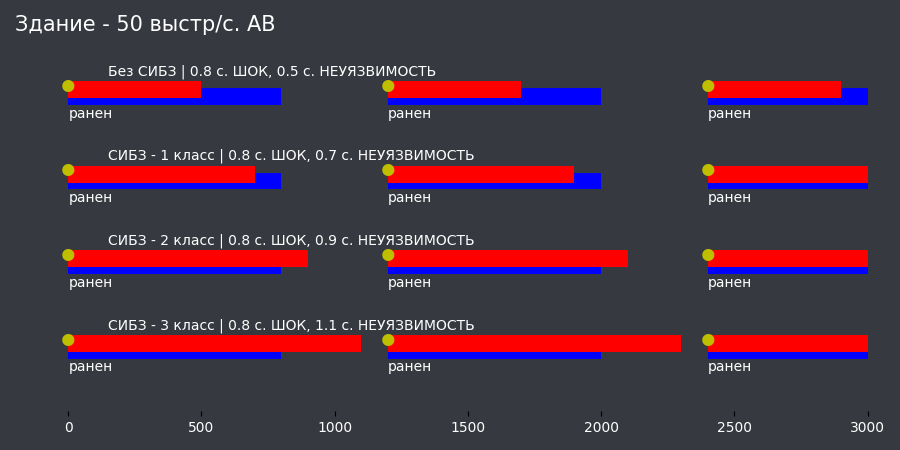 Здание - 50 выстр/с. АВ
Без СИБЗ | 0.8 с. ШОК, 0.5 с. НЕУЯЗВИМОСТЬ
ранен ранен ранен
СИБЗ - 1 класс | 0.8 с. ШОК, 0.7 с. НЕУЯЗВИМОСТЬ
ранен ранен ранен
СИБЗ - 2 класс | 0.8 с. ШОК, 0.9 с. НЕУЯЗВИМОСТЬ
ранен ранен ранен
СИБЗ - 3 класс | 0.8 с. ШОК, 1.1 с. НЕУЯЗВИМОСТЬ
ранен ранен ранен
0 500 1000 1500 2000 2500 3000